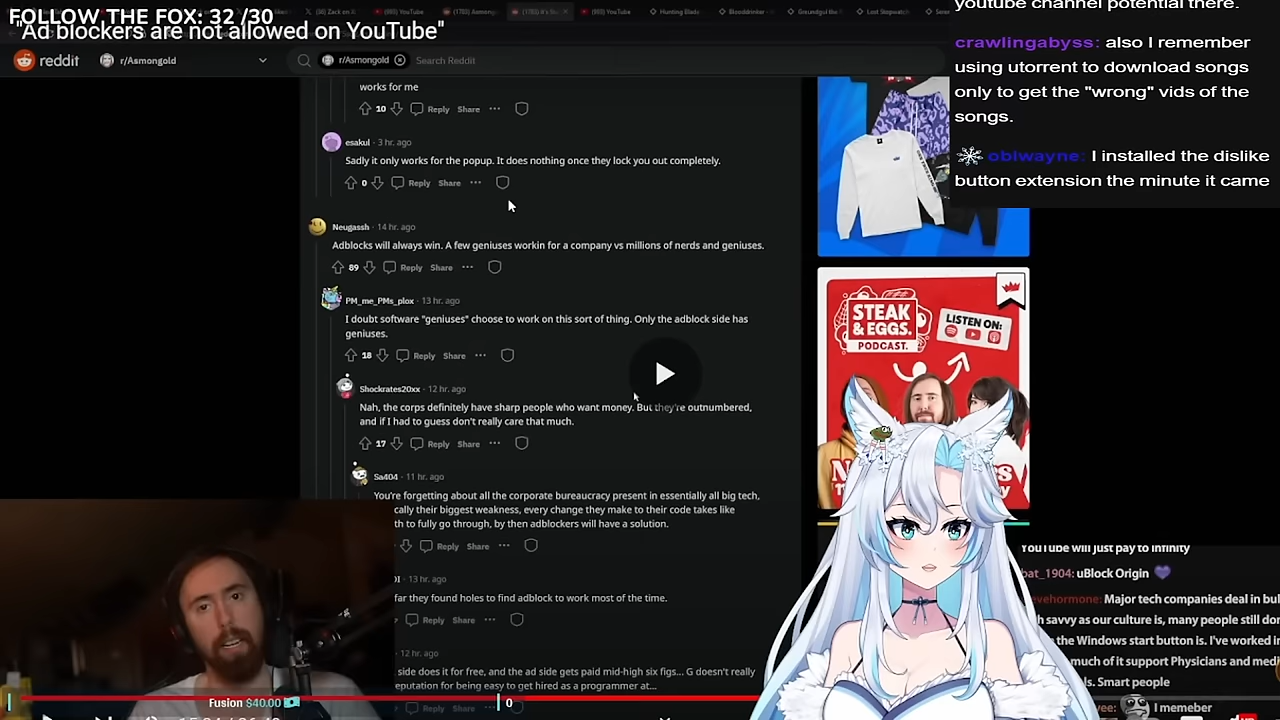 FOLLOW THE FOX: 32 /30
"Ad blockers are not allowed on YouTube"
reddit
r/Asmongold
r/Asmongold
Search Reddit
works for me
10 Reply Share ...
esakul · 3 hr. ago
Sadly it only works for the popup. It does nothing once they lock you out completely.
0 Reply Share ...
Neugassh · 14 hr. ago
Adblocks will always win. A few geniuses workin for a company vs millions of nerds and geniuses.
89 Reply Share ...
PM_me_PMs_plox · 13 hr. ago
I doubt software "geniuses" choose to work on this sort of thing. Only the adblock side has
geniuses.
18 Reply Share ...
Shockrates20xx · 12 hr. ago
Nah, the corps definitely have sharp people who want money. But they're outnumbered,
and if I had to guess don't really care that much.
17 Reply Share ...
Sa404 · 11 hr. ago
You're forgetting about all the corporate bureaucracy present in essentially all big tech,
cally their biggest weakness, every change they make to their code takes like
th to fully go through, by then adblockers will have a solution.
Reply Share ...
13 hr. ago
far they found holes to find adblock to work most of the time.
Reply Share ...
12 hr. ago
side does it for free, and the ad side gets paid mid-high six figs... G doesn't really
eputation for being easy to get hired as a programmer at...
Reply Share ...
Fusion $40.00
0
youtube channel potential there.
crawlingabyss: also I remember
using utorrent to download songs
only to get the "wrong" vids of the
songs.
oblwayne: I installed the dislike
button extension the minute it came
STEAK
& EGGS.
PODCAST.
LISTEN ON:
YouTube will just pay to infinity
bat_1904: uBlock Origin
evehormone: Major tech companies deal in bul
h savvy as our culture is, many people still don
n the Windows start button is. I've worked in
much of it support Physicians and medi
ls. Smart people
vee: I memeber